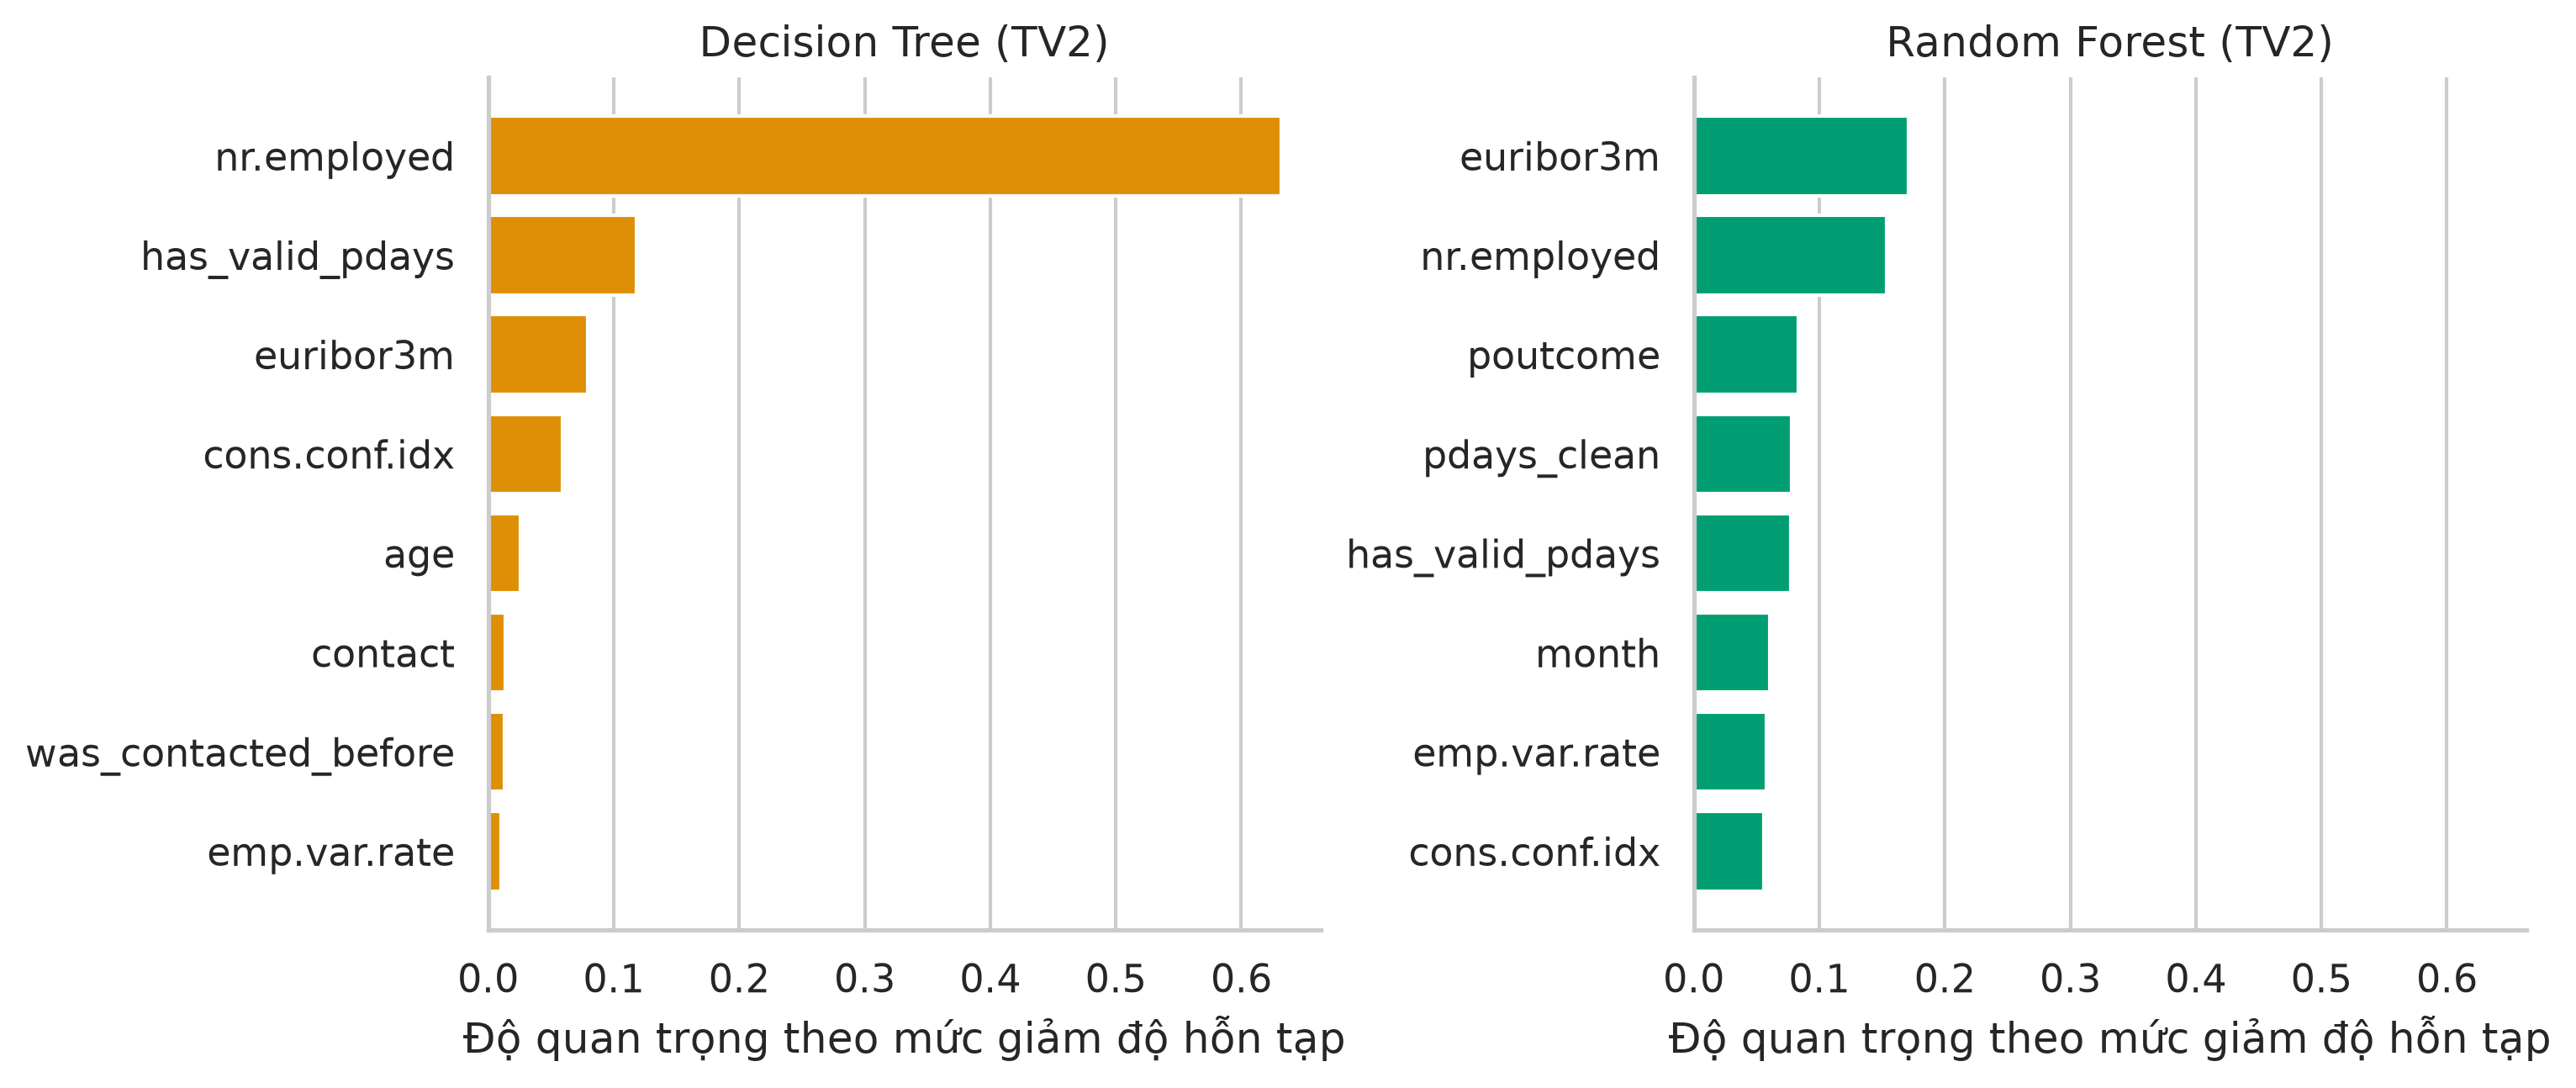 Decision Tree (TV2)
nr.employed
has_valid_pdays
euribor3m
cons.conf.idx
age
contact
was_contacted_before
emp.var.rate
0.0 0.1 0.2 0.3 0.4 0.5 0.6
Độ quan trọng theo mức giảm độ hỗn tạp
Random Forest (TV2)
euribor3m
nr.employed
poutcome
pdays_clean
has_valid_pdays
month
emp.var.rate
cons.conf.idx
0.0 0.1 0.2 0.3 0.4 0.5 0.6
Độ quan trọng theo mức giảm độ hỗn tạp